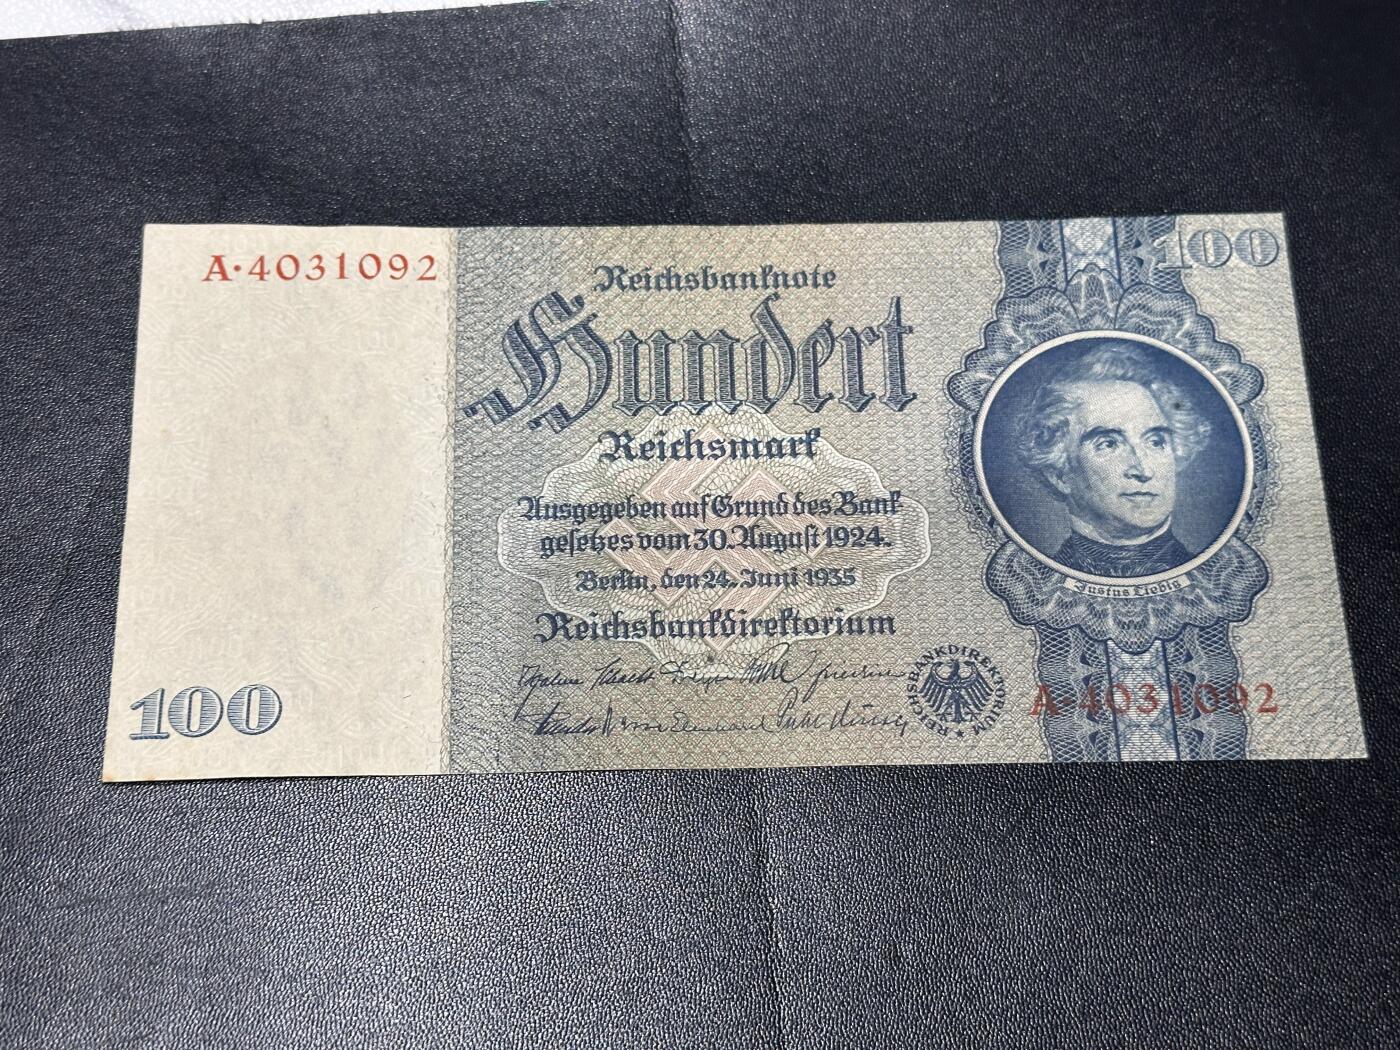 A·4031092
100
Reichsbanknote
Hundert
Reichsmark
Ausgegeben auf Grund des Bank-
gesetzes vom 30. August 1924.
Berlin, den 24. Juni 1935
Reichsbankdirektorium
REICHSBANKDIREKTORIUM
Justus Liebig
A·4031092
100